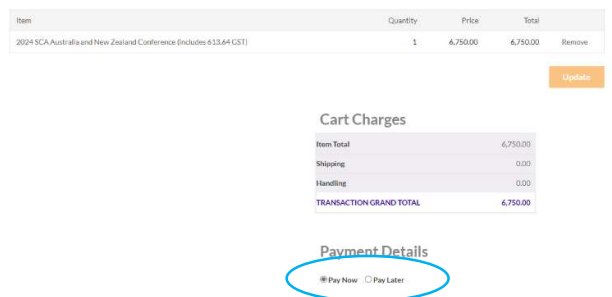 Item Quantity Price Total
2024 SCA Australia and New Zealand Conference (Includes 613.64 GST) 1 6,750.00 6,750.00 Remove
Update
Cart Charges
Item Total 6,750.00
Shipping 0.00
Handling 0.00
TRANSACTION GRAND TOTAL 6,750.00
Payment Details
Pay Now Pay Later